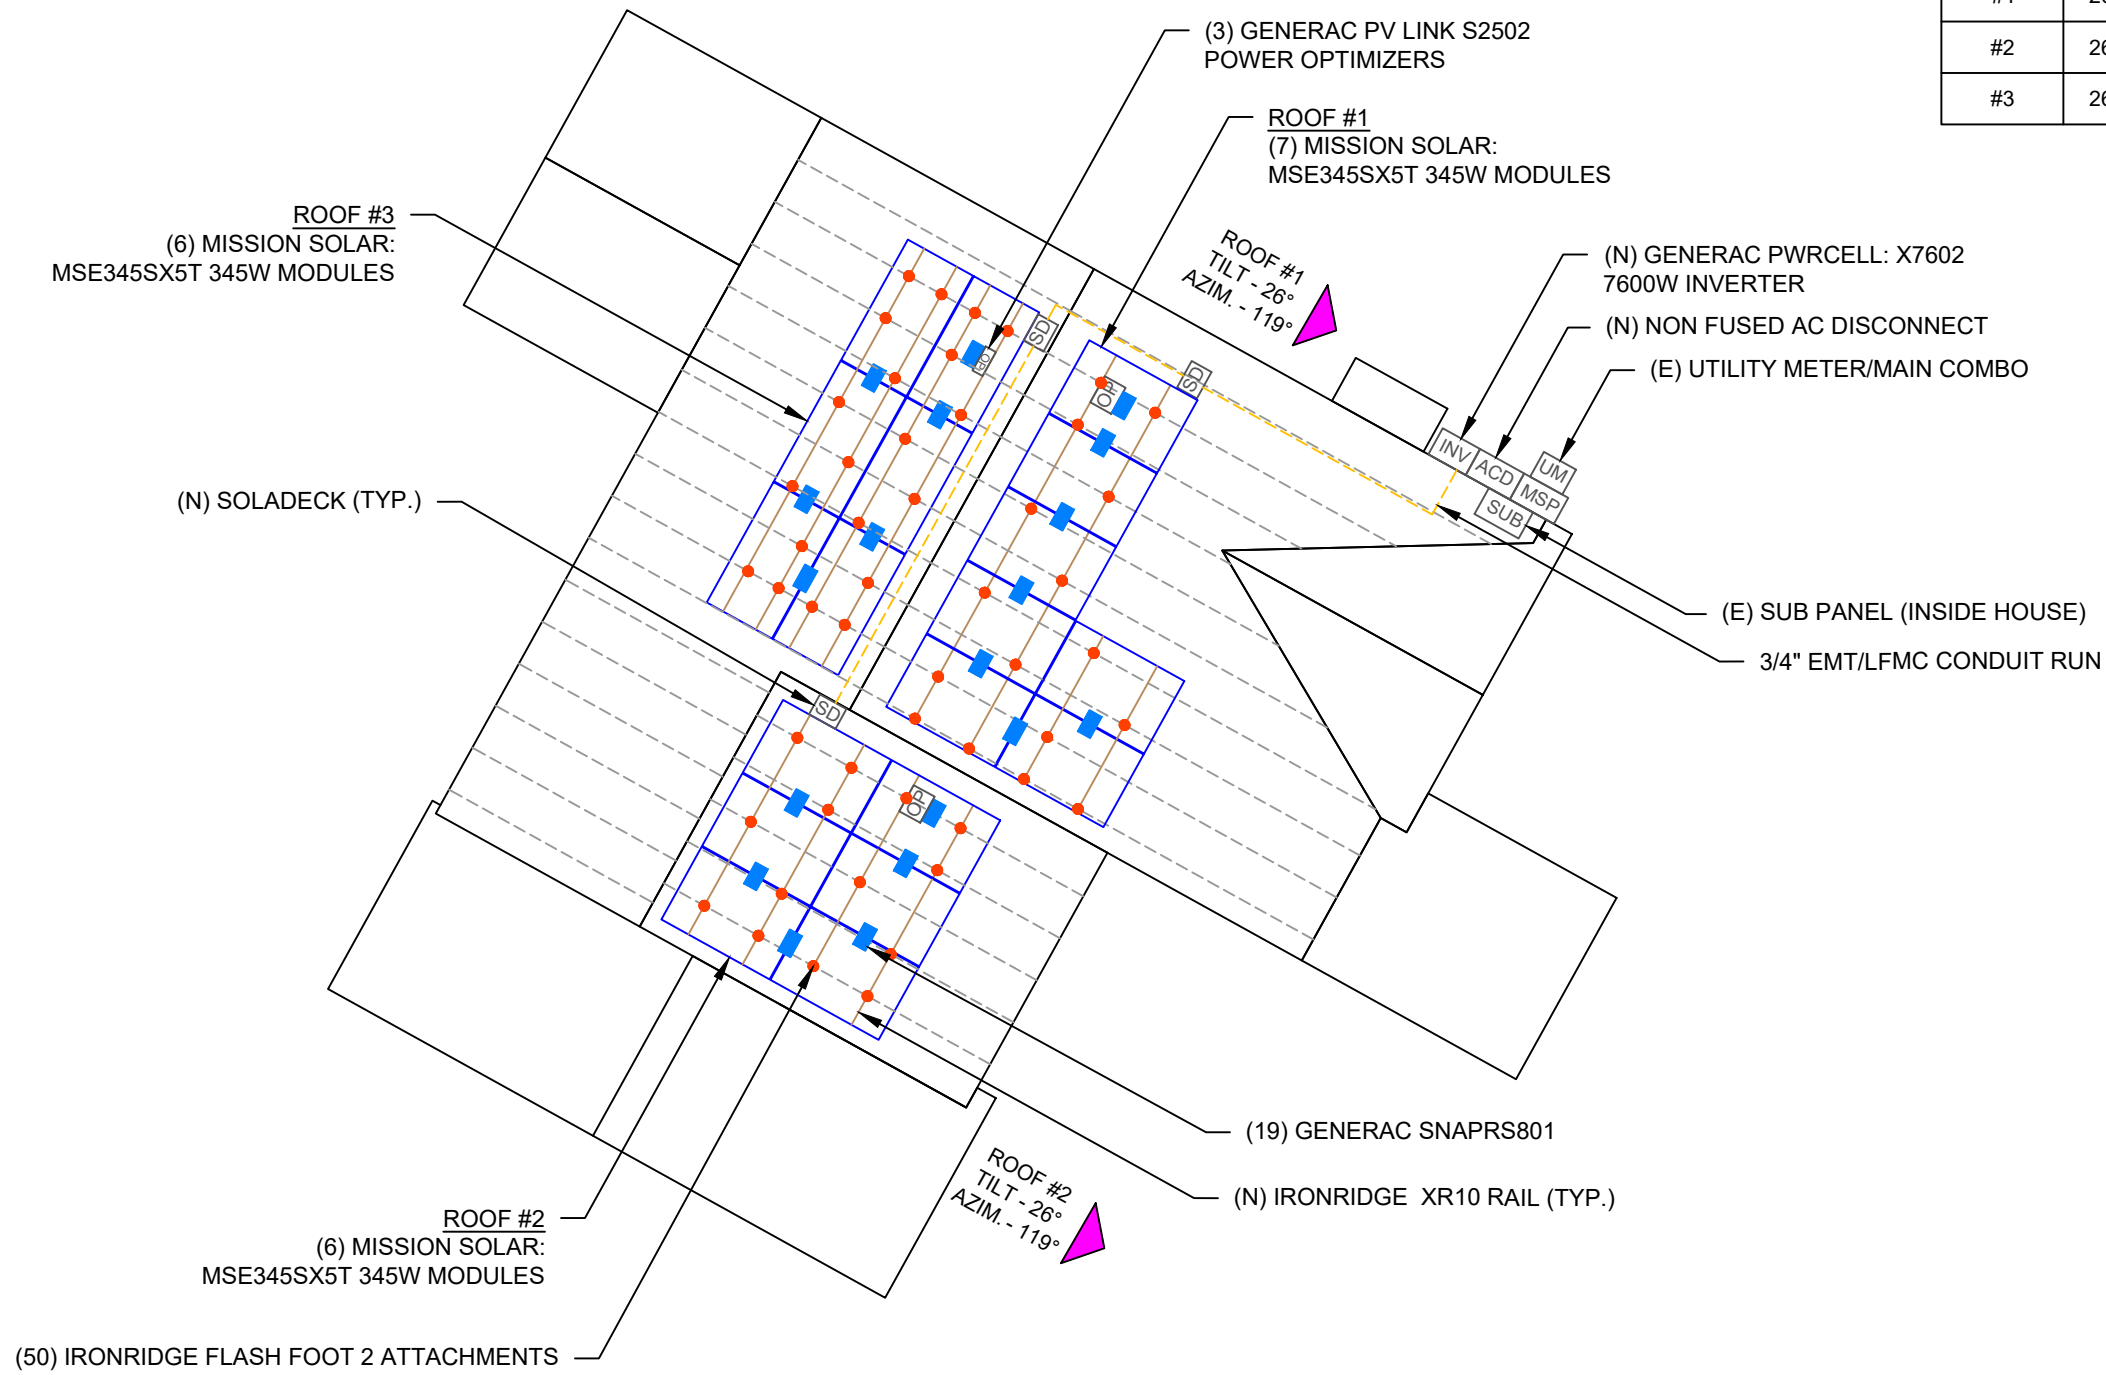 (3) GENERAC PV LINK S2502
POWER OPTIMIZERS
#2
#3
ROOF #1
(7) MISSION SOLAR:
MSE345SX5T 345W MODULES
ROOF #3
(6) MISSION SOLAR:
MSE345SX5T 345W MODULES
ROOF #1
TILT - 26°
AZIM. - 119°
(N) GENERAC PWRCELL: X7602
7600W INVERTER
(N) NON FUSED AC DISCONNECT
(E) UTILITY METER/MAIN COMBO
SD
OP
SD
OP
INV
ACD
UM
MSP
SUB
(N) SOLADECK (TYP.)
(E) SUB PANEL (INSIDE HOUSE)
3/4" EMT/LFMC CONDUIT RUN
SD
OP
(19) GENERAC SNAPRS801
ROOF #2
TILT - 26°
AZIM. - 119°
(N) IRONRIDGE XR10 RAIL (TYP.)
ROOF #2
(6) MISSION SOLAR:
MSE345SX5T 345W MODULES
(50) IRONRIDGE FLASH FOOT 2 ATTACHMENTS